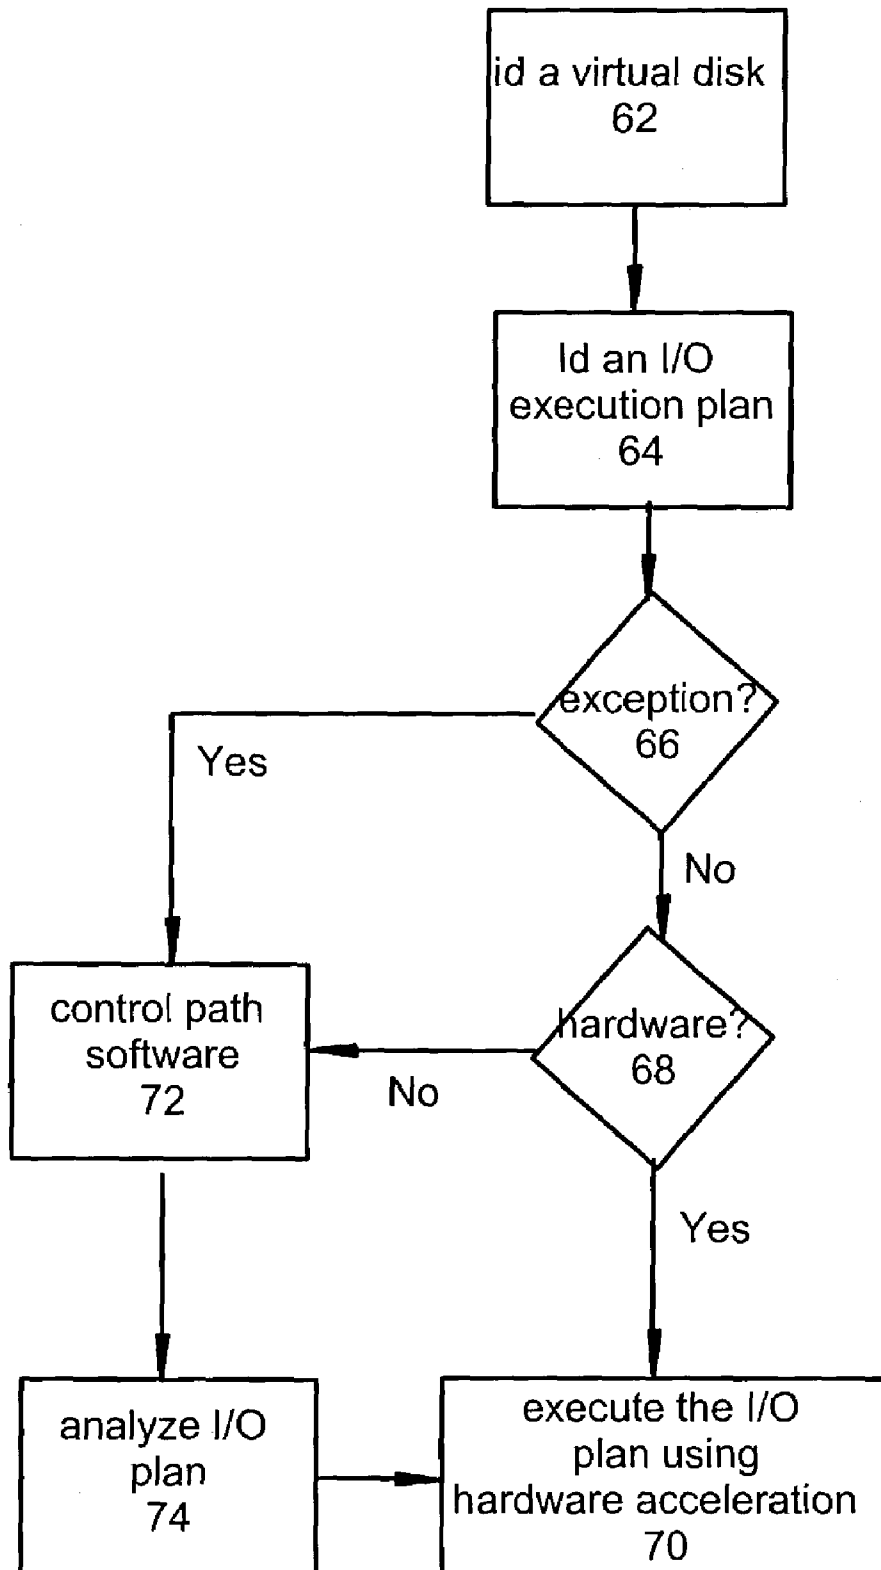 id a virtual disk
62
Id an I/O
execution plan
64
exception?
66
Yes
No
control path
software
72
hardware?
68
No
Yes
analyze I/O
plan
74
execute the I/O
plan using
hardware acceleration
70